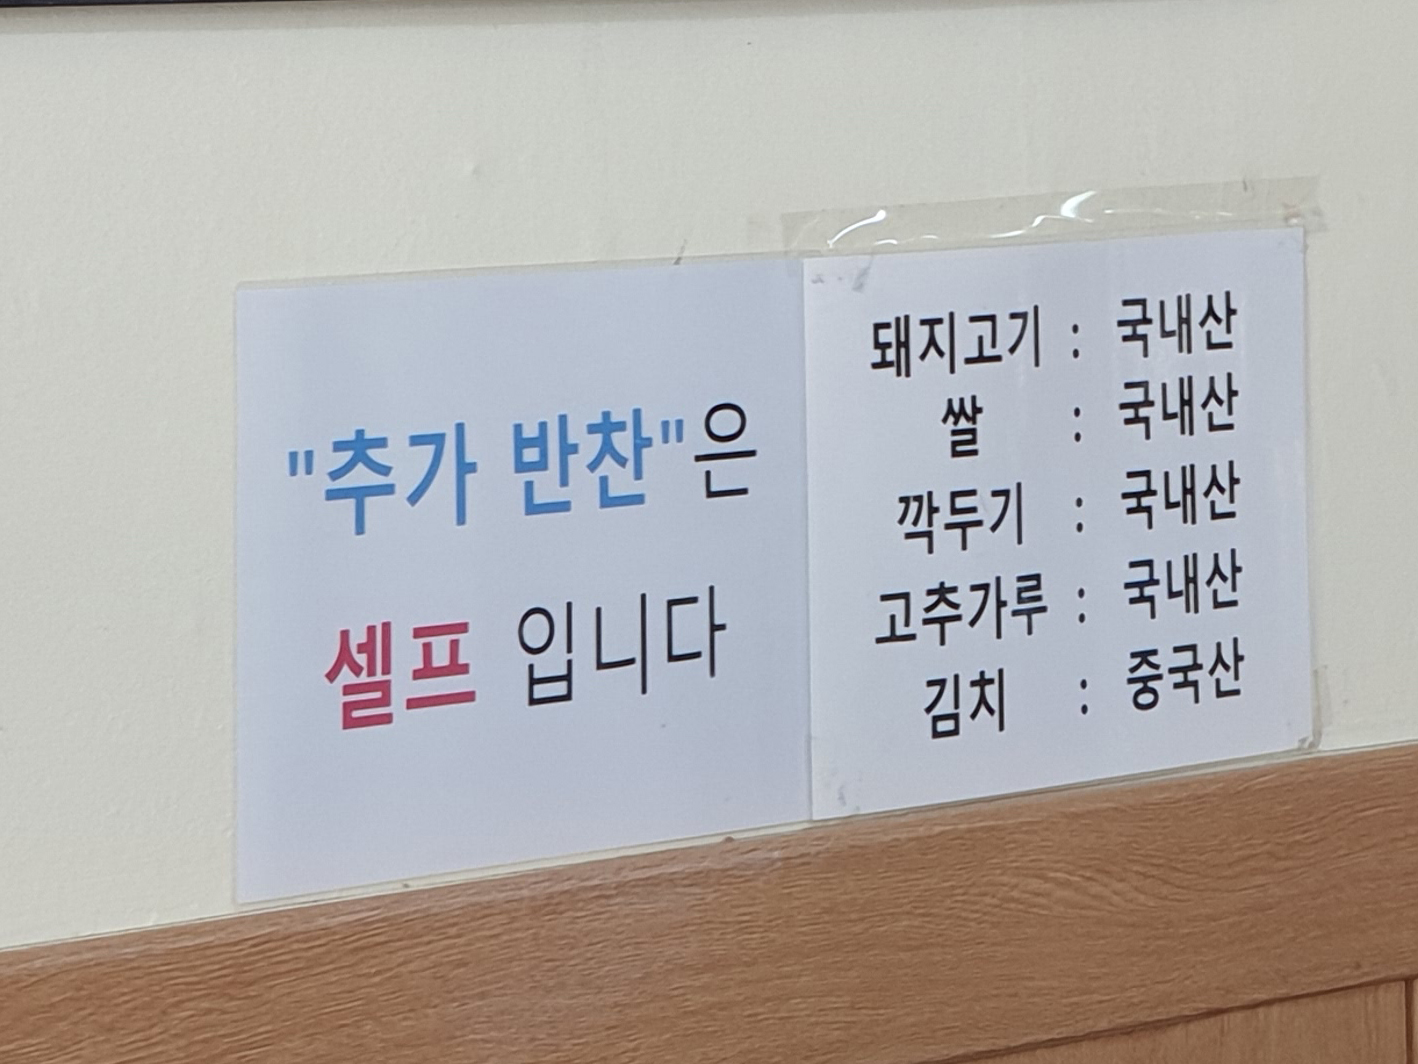 "추가 반찬"은
셀프 입니다
돼지고기 : 국내산
쌀 : 국내산
깍두기 : 국내산
고추가루 : 국내산
김치 : 중국산